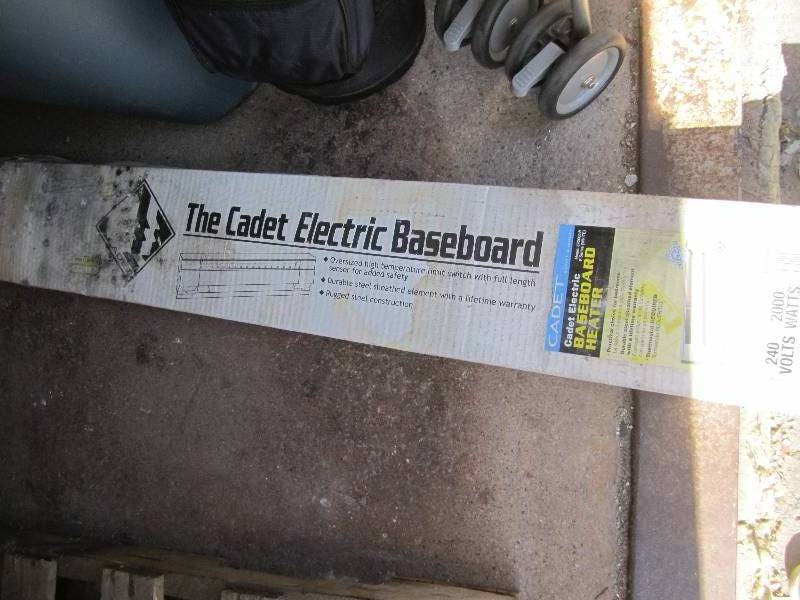 The Cadet Electric Baseboard
◆ Oversized high temperature limit switch with full length
sensor for added safety
◆ Durable steel sheathed element with a lifetime warranty
◆ Rugged steel construction
CADET
Cadet Electric
BASEBOARD
HEATER
240 2000
VOLTS WATTS